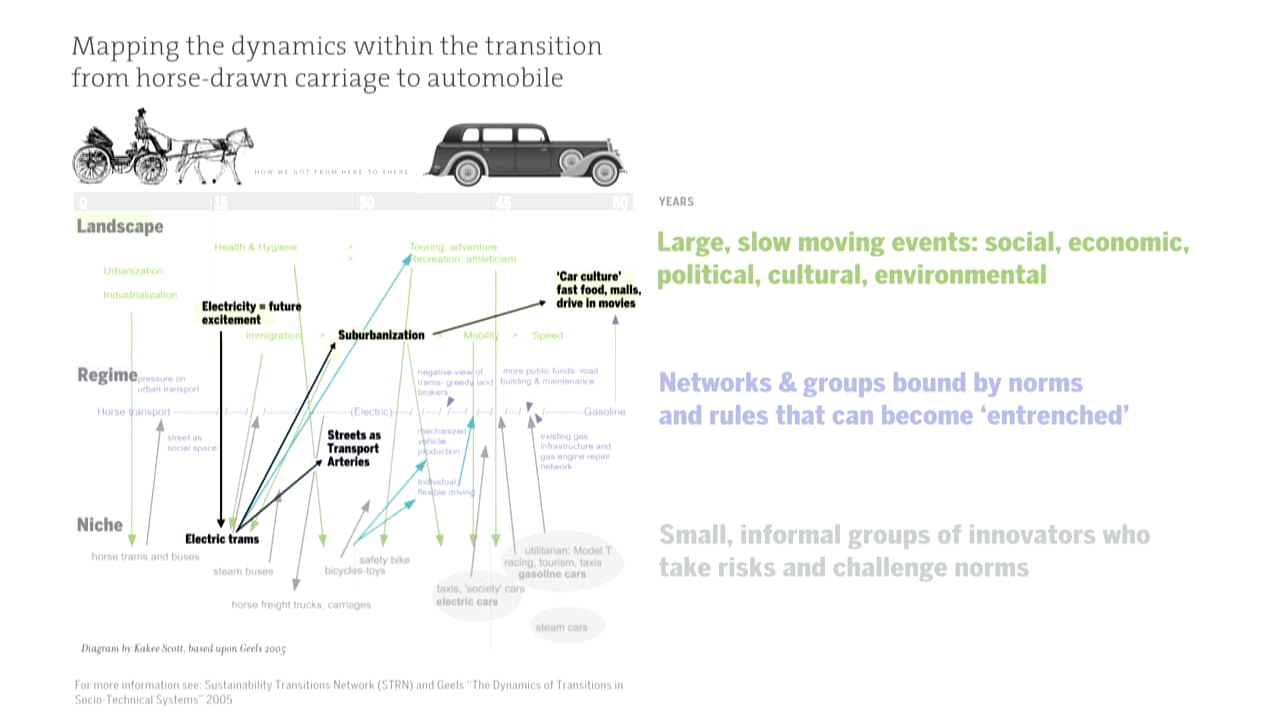 Mapping the dynamics within the transition
from horse-drawn carriage to automobile
HOW WE GOT FROM HERE TO THERE
0 15 30 45 60
YEARS
Landscape
Large, slow moving events: social, economic,
political, cultural, environmental
Health & Hygiene > >
Touring, adventure
Recreation, athleticism
Urbanization
Industrialization
'Car culture'
fast food, malls,
drive in movies
Electricity = future
excitement
Immigration >
Suburbanization >
Mobility > Speed
Regime
Networks & groups bound by norms
and rules that can become 'entrenched'
pressure on
urban transport
negative view of
trams- greedy land
brokers
more public funds- road
building & maintenance
Horse transport
(Electric)
Gasoline
street as
social space
Streets as
Transport
Arteries
mechanized
vehicle
production
existing gas
infrastructure and
gas engine repair
network
Individual/
flexible driving
Niche
Small, informal groups of innovators who
take risks and challenge norms
Electric trams
horse trams and buses
steam buses
safety bike
bicycles-toys
utilitarian: Model T
racing, tourism, taxis
gasoline cars
taxis, 'society' cars
electric cars
horse freight trucks, carriages
steam cars
Diagram by Kakee Scott, based upon Geels 2005
For more information see: Sustainability Transitions Network (STRN) and Geels "The Dynamics of Transitions in
Socio-Technical Systems" 2005